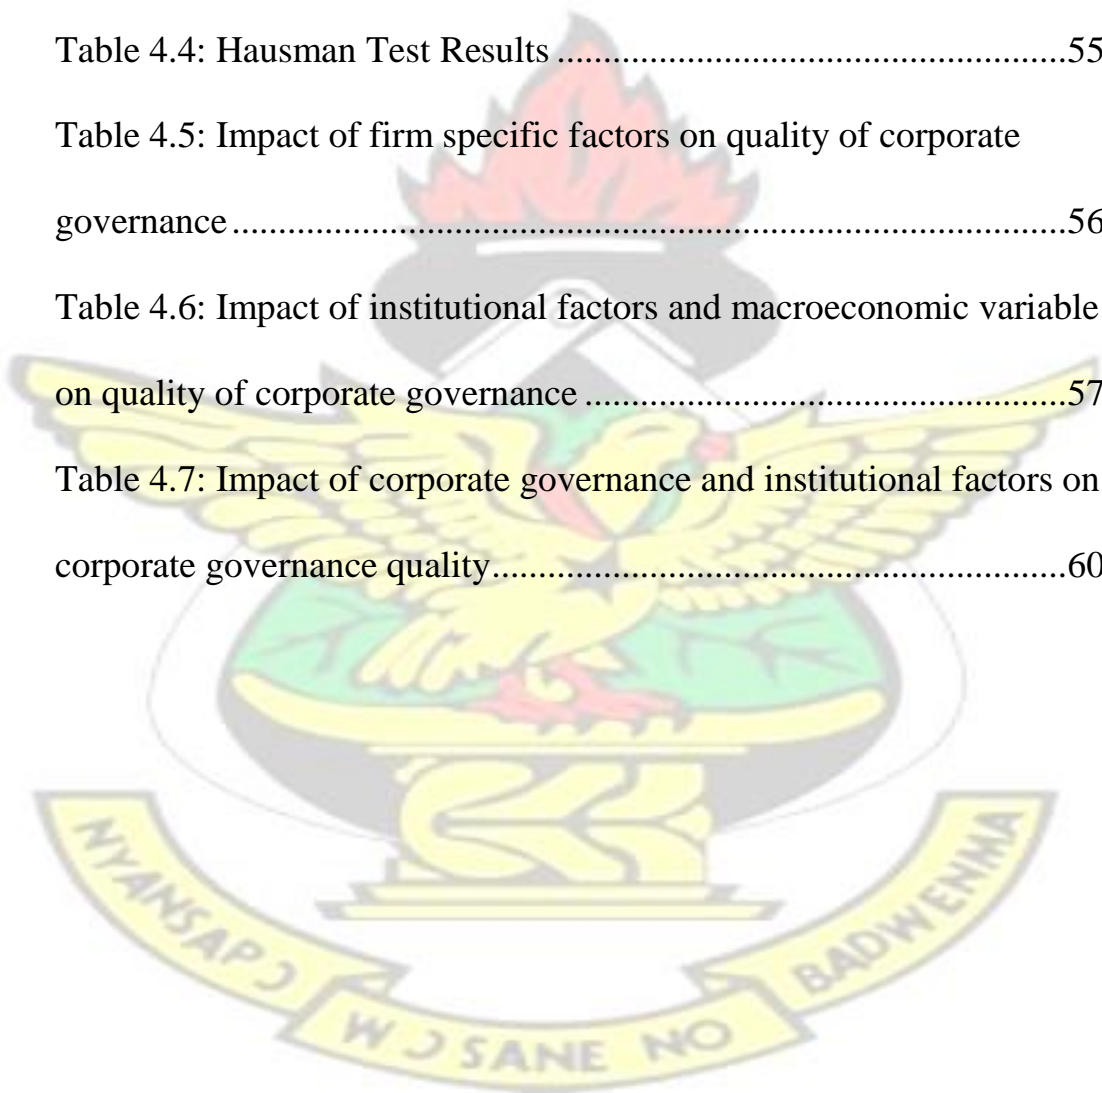 Table 4.4: Hausman Test Results .......................................................55
Table 4.5: Impact of firm specific factors on quality of corporate
governance..........................................................................................56
Table 4.6: Impact of institutional factors and macroeconomic variable
on quality of corporate governance ....................................................57
Table 4.7: Impact of corporate governance and institutional factors on
corporate governance quality..............................................................60
NYANSAPƆ WƆSANE NO BADWENMA